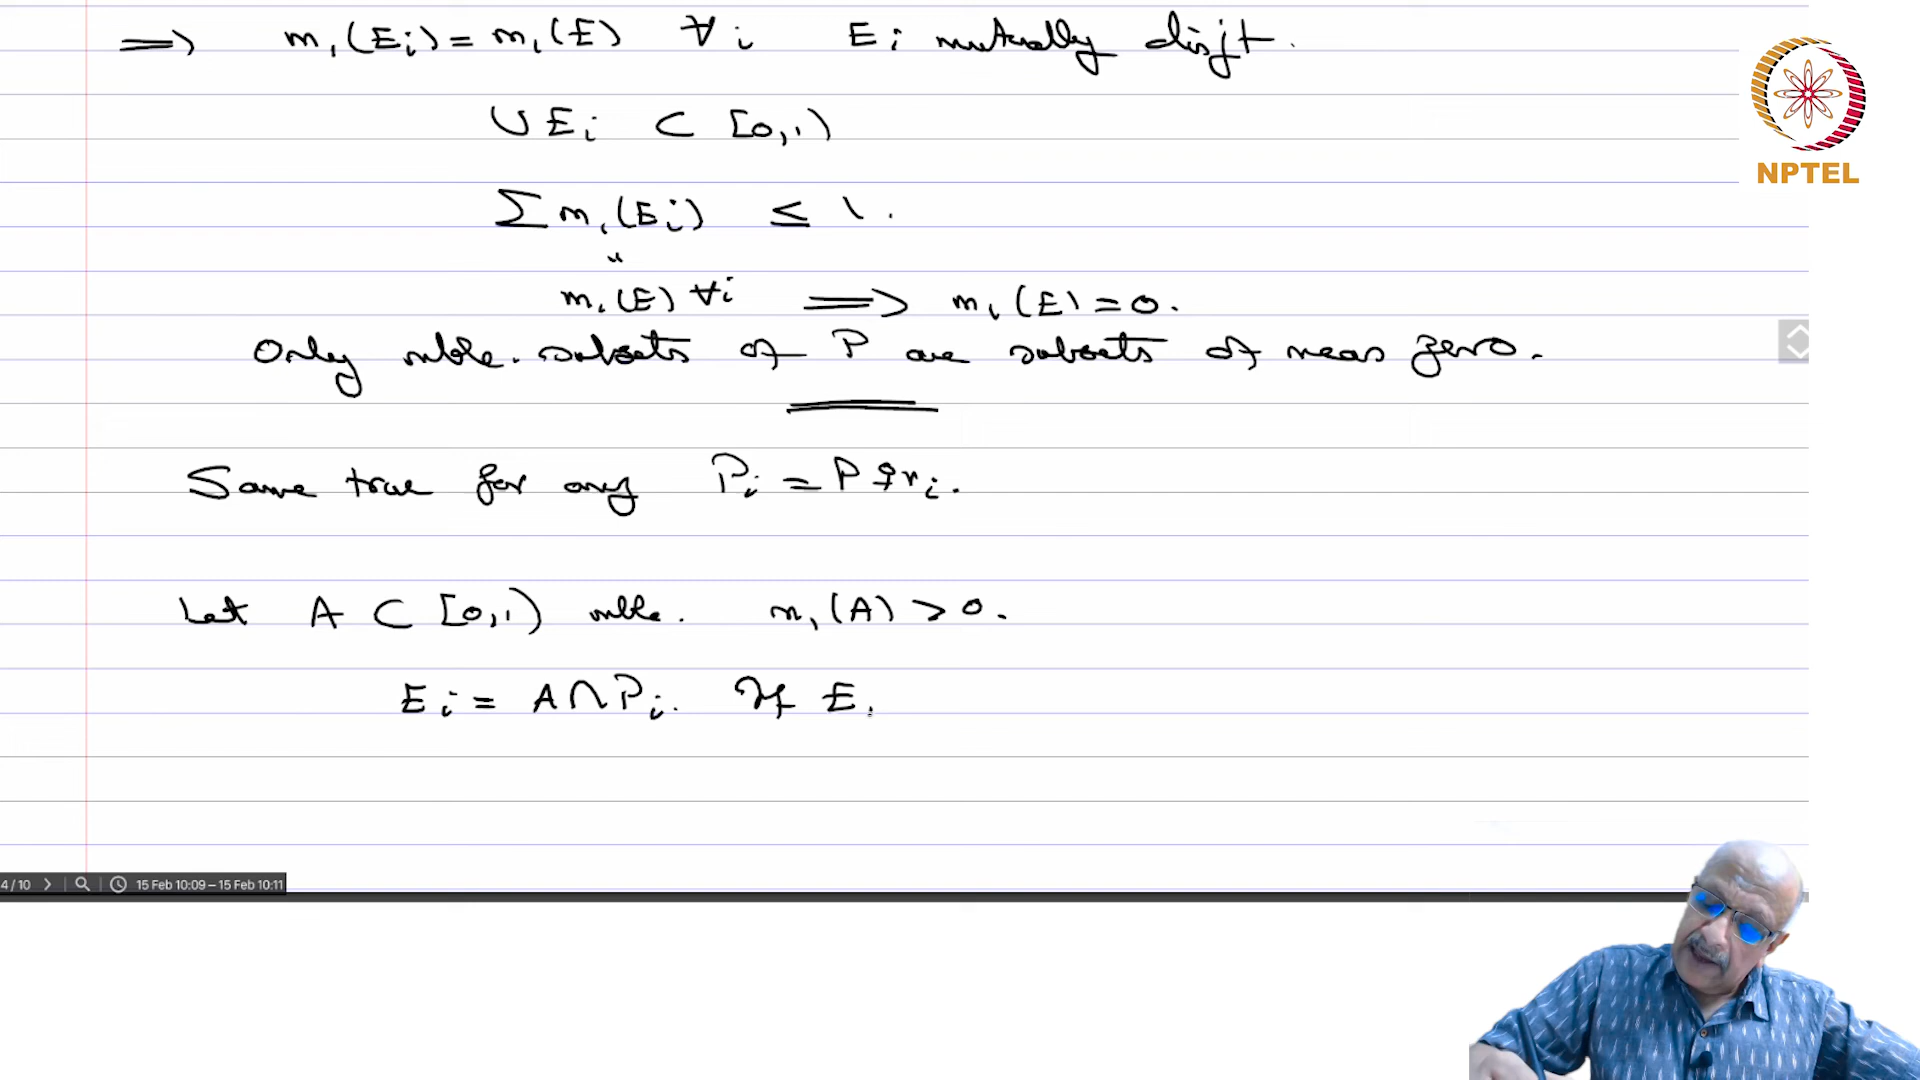 ⟹ m₁(Eᵢ) = m₁(E) ∀ i Eᵢ mutually disjt.
∪ Eᵢ ⊂ [0,1)
NPTEL
Σ m₁(Eᵢ) ≤ 1.
"
m₁(E) ∀i ⟹ m₁(E) = 0.
Only mble. subsets of P are subsets of meas zero.
Same true for any Pᵢ = P ∔ rᵢ.
Let A ⊂ [0,1) mble. m₁(A) > 0.
Eᵢ = A ∩ Pᵢ. If E.
4 / 10 15 Feb 10:09 – 15 Feb 10:11